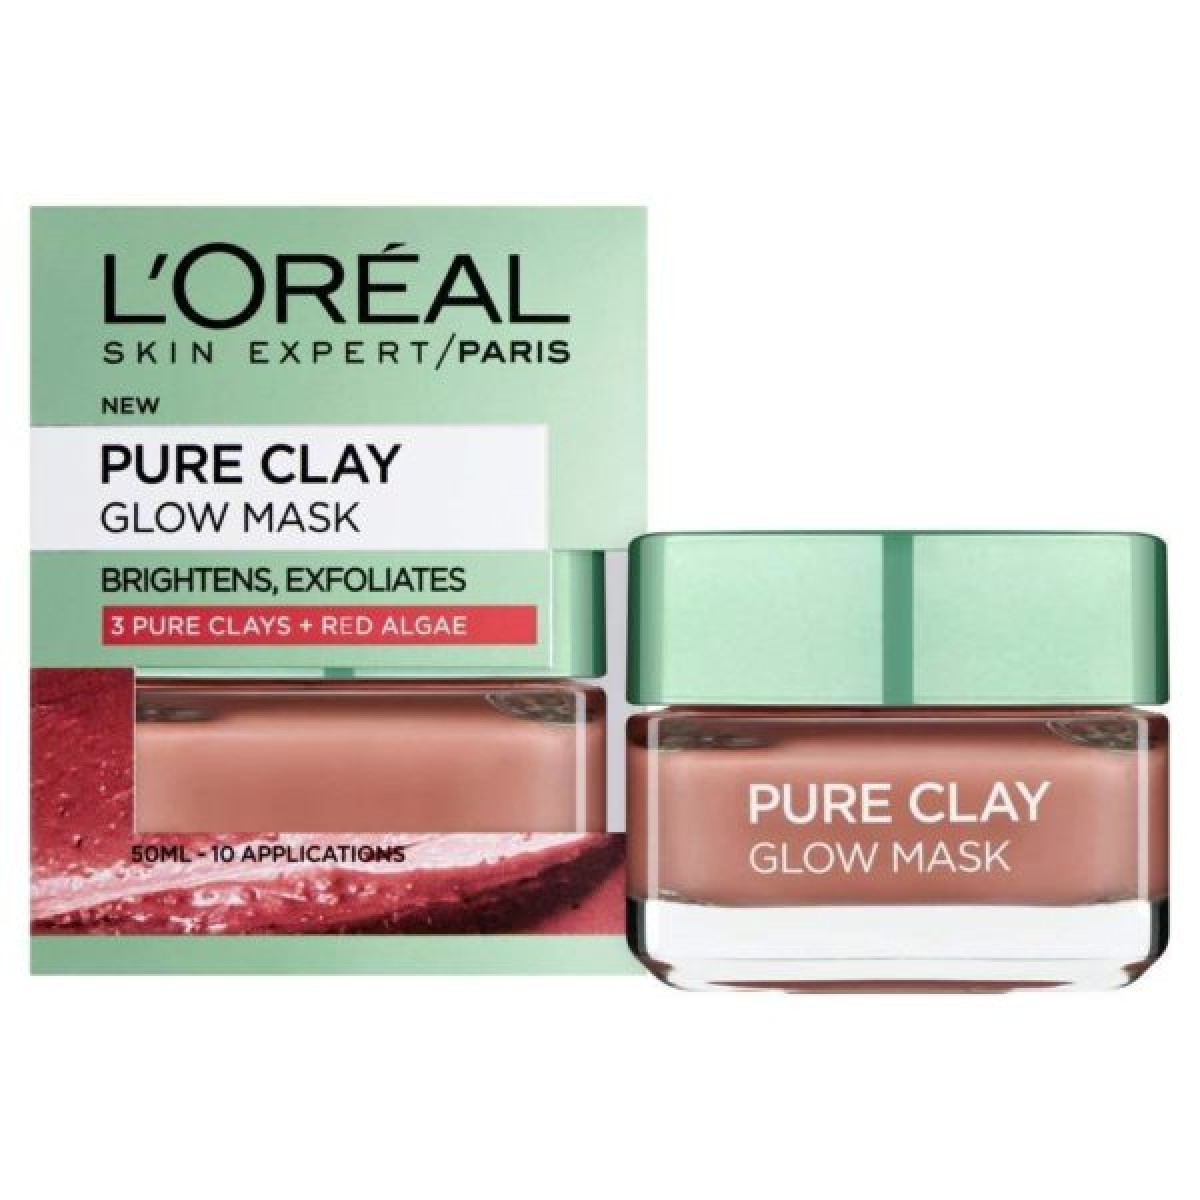 L'ORÉAL
SKIN EXPERT/PARIS
NEW
PURE CLAY
GLOW MASK
BRIGHTENS, EXFOLIATES
3 PURE CLAYS + RED ALGAE
50ML - 10 APPLICATIONS
PURE CLAY
GLOW MASK